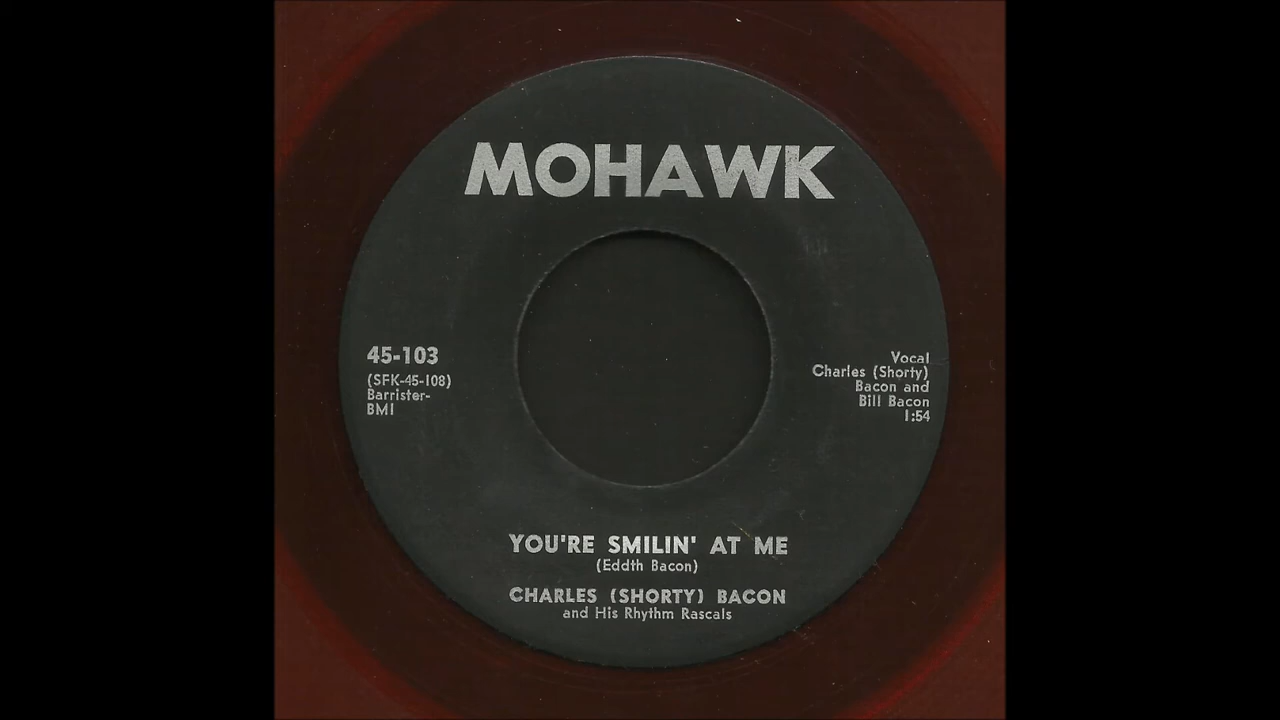 MOHAWK
45-103
(SFK-45-108)
Barrister-
BMI
Vocal
Charles (Shorty)
Bacon and
Bill Bacon
1:54
YOU'RE SMILIN' AT ME
(Eddth Bacon)
CHARLES (SHORTY) BACON
and His Rhythm Rascals